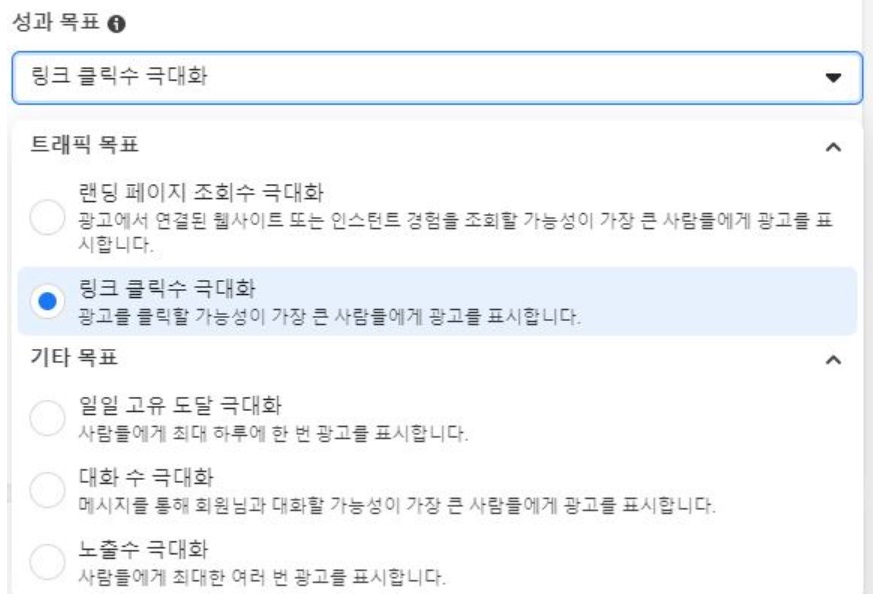 성과 목표
링크 클릭수 극대화
트래픽 목표
랜딩 페이지 조회수 극대화
광고에서 연결된 웹사이트 또는 인스턴트 경험을 조회할 가능성이 가장 큰 사람들에게 광고를 표
시합니다.
링크 클릭수 극대화
광고를 클릭할 가능성이 가장 큰 사람들에게 광고를 표시합니다.
기타 목표
일일 고유 도달 극대화
사람들에게 최대 하루에 한 번 광고를 표시합니다.
대화 수 극대화
메시지를 통해 회원님과 대화할 가능성이 가장 큰 사람들에게 광고를 표시합니다.
노출수 극대화
사람들에게 최대한 여러 번 광고를 표시합니다.